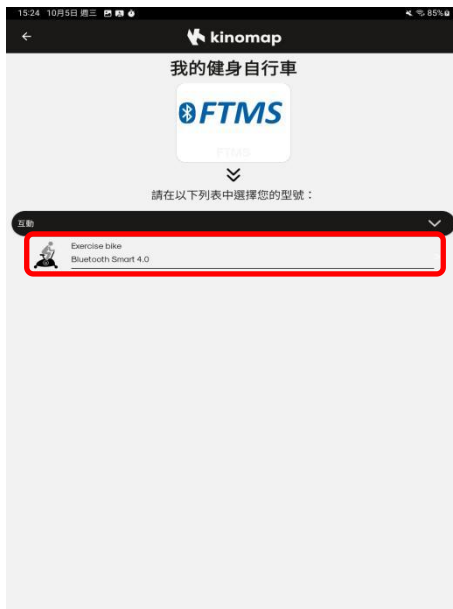 15:24 10月5日 週三 85%
kinomap
我的健身自行車
FTMS
FTMS
請在以下列表中選擇您的型號：
互動
Exercise bike
Bluetooth Smart 4.0